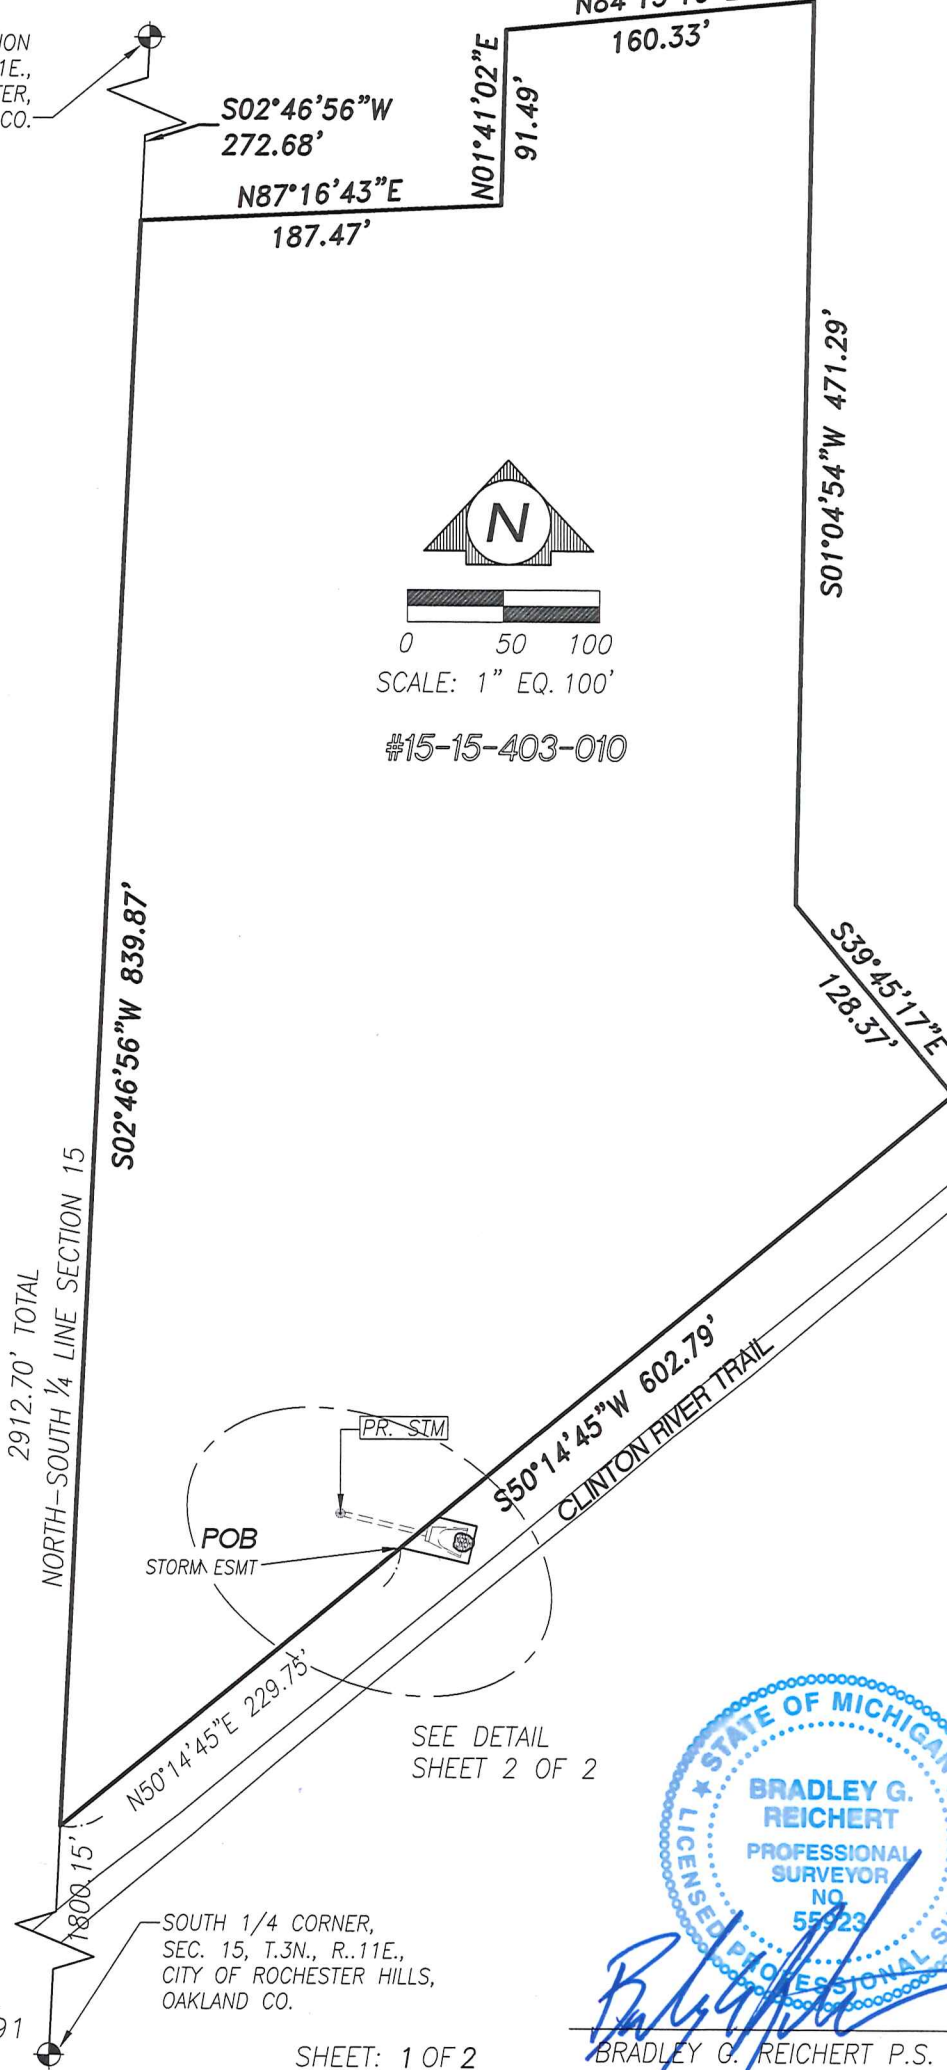 160.33'
1E.,
CO.
S02°46'56"W
272.68'
N01°41'02"E
91.49'
N87°16'43"E
187.47'
S01°04'54"W 471.29'
N
0 50 100
SCALE: 1" EQ. 100'
#15-15-403-010
S02°46'56"W 839.87'
S39°45'17"E
128.37'
2912.70' TOTAL
NORTH-SOUTH ¼ LINE SECTION 15
S50°14'45"W 602.79'
CLINTON RIVER TRAIL
PR. STM
POB
STORM ESMT
N50°14'45"E 229.75'
SEE DETAIL
SHEET 2 OF 2
1800.15'
STATE OF MICHIGAN
BRADLEY G.
REICHERT
PROFESSIONAL
SURVEYOR
NO.
55923
LICENSED PROFESSIONAL
SOUTH 1/4 CORNER,
SEC. 15, T.3N., R..11E.,
CITY OF ROCHESTER HILLS,
OAKLAND CO.
91
SHEET: 1 OF 2
BRADLEY G. REICHERT P.S.